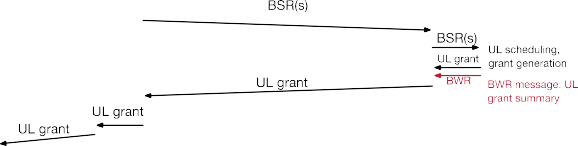 BSR(s)
BSR(s)
UL scheduling,
grant generation
UL grant
BWR
BWR message: UL
grant summary
UL grant
UL grant
UL grant